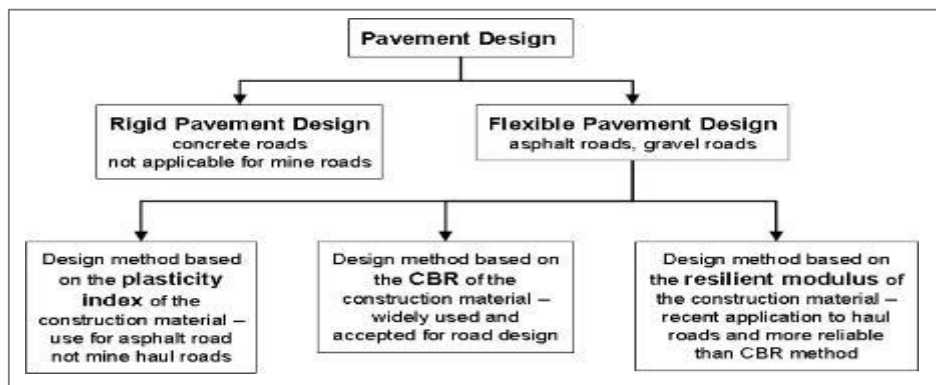 Pavement Design
Rigid Pavement Design
concrete roads
not applicable for mine roads
Flexible Pavement Design
asphalt roads, gravel roads
Design method based
on the plasticity
index of the
construction material –
use for asphalt road
not mine haul roads
Design method based on
the CBR of the
construction material –
widely used and
accepted for road design
Design method based on
the resilient modulus of
the construction material –
recent application to haul
roads and more reliable
than CBR method